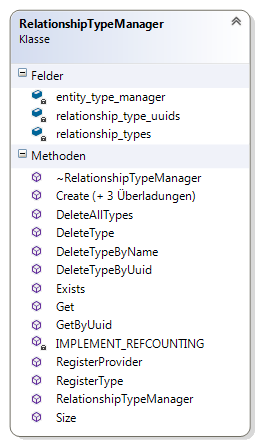 RelationshipTypeManager
Klasse
Felder
entity_type_manager
relationship_type_uuids
relationship_types
Methoden
~RelationshipTypeManager
Create (+ 3 Überladungen)
DeleteAllTypes
DeleteType
DeleteTypeByName
DeleteTypeByUuid
Exists
Get
GetByUuid
IMPLEMENT_REFCOUNTING
RegisterProvider
RegisterType
RelationshipTypeManager
Size